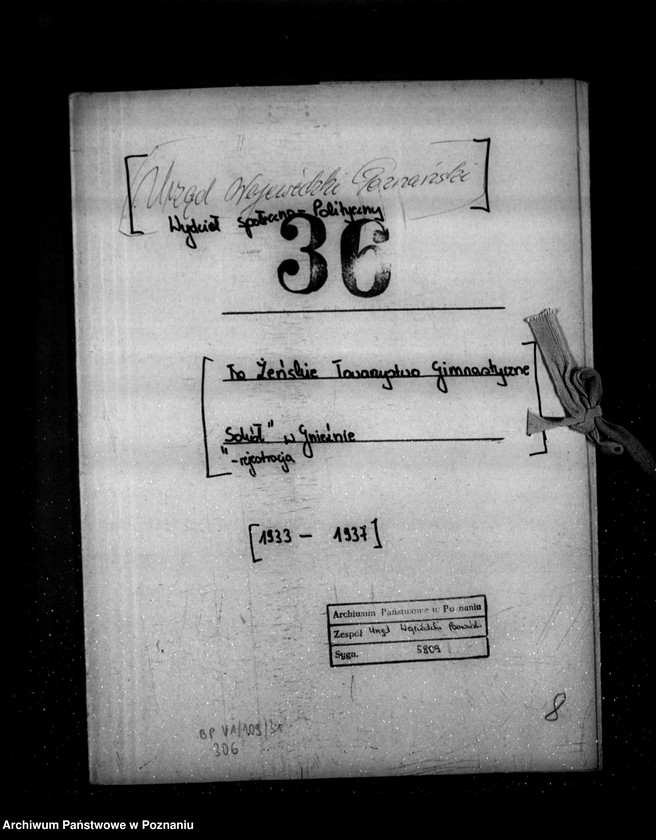 [Urząd Wojewódzki Poznański]
Wydział Społeczno-Polityczny
36
Żeńskie Towarzystwo Gimnastyczne
Sokół" w Gnieźnie
"-rejestracja
[1933 - 1937]
Archiwum Państwowe w Poznaniu
Zespół Urząd Wojewódzki Poznański
Sygn. 5809
8
306
Archiwum Państwowe w Poznaniu